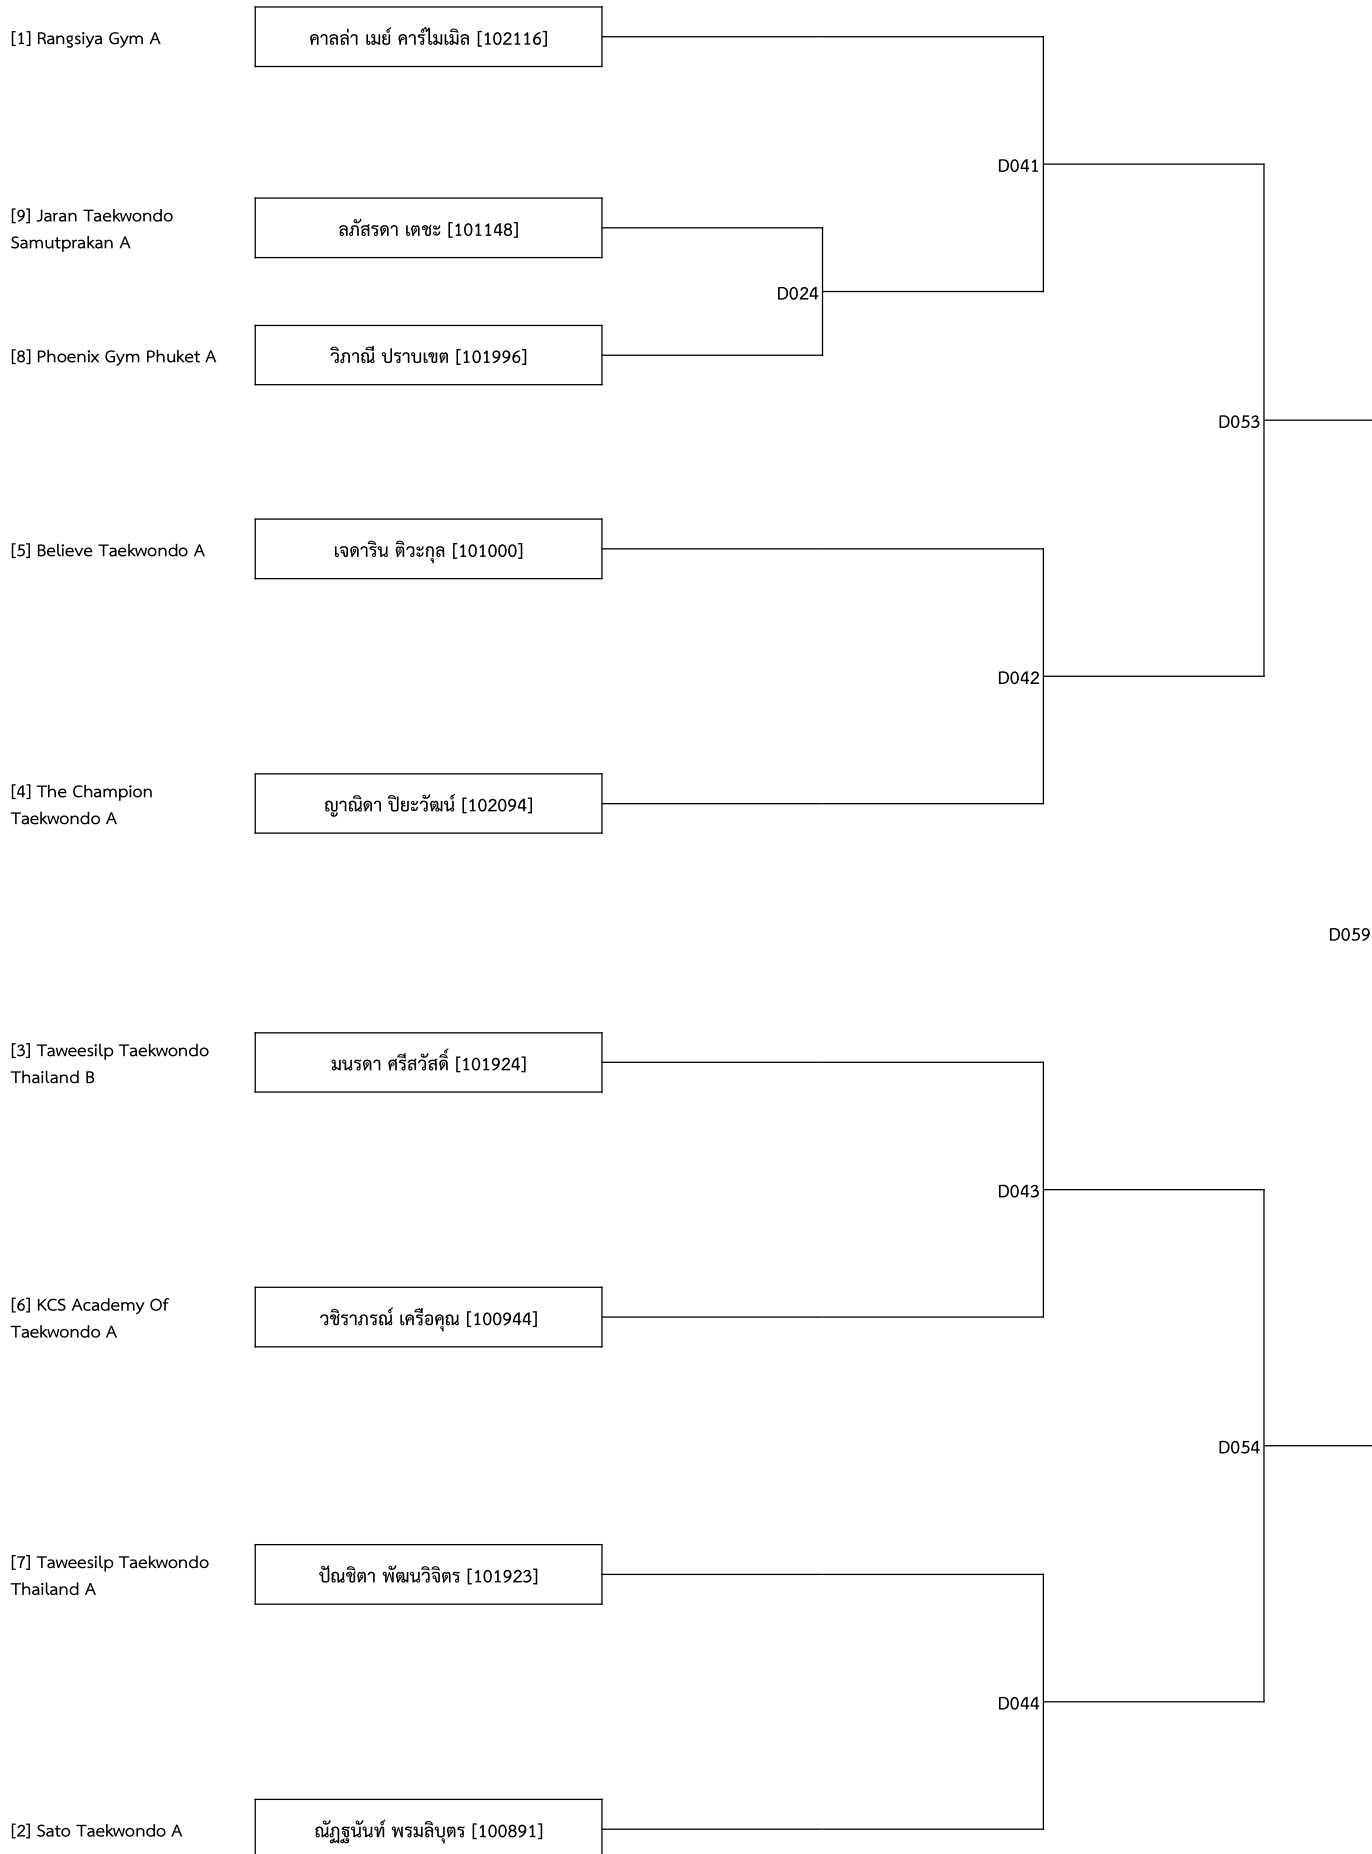 [1] Rangsiya Gym A
คาลล่า เมย์ คาร์ไมเมิล [102116]
D041
[9] Jaran Taekwondo
Samutprakan A
ลภัสรดา เตชะ [101148]
D024
[8] Phoenix Gym Phuket A
วิภาณี ปราบเขต [101996]
D053
[5] Believe Taekwondo A
เจดาริน ติวะกุล [101000]
D042
[4] The Champion
Taekwondo A
ญาณิดา ปิยะวัฒน์ [102094]
D059
[3] Taweesilp Taekwondo
Thailand B
มนรดา ศรีสวัสดิ์ [101924]
D043
[6] KCS Academy Of
Taekwondo A
วชิราภรณ์ เครือคุณ [100944]
D054
[7] Taweesilp Taekwondo
Thailand A
ปัณชิตา พัฒนวิจิตร [101923]
D044
[2] Sato Taekwondo A
ณัฏฐนันท์ พรมลิบุตร [100891]